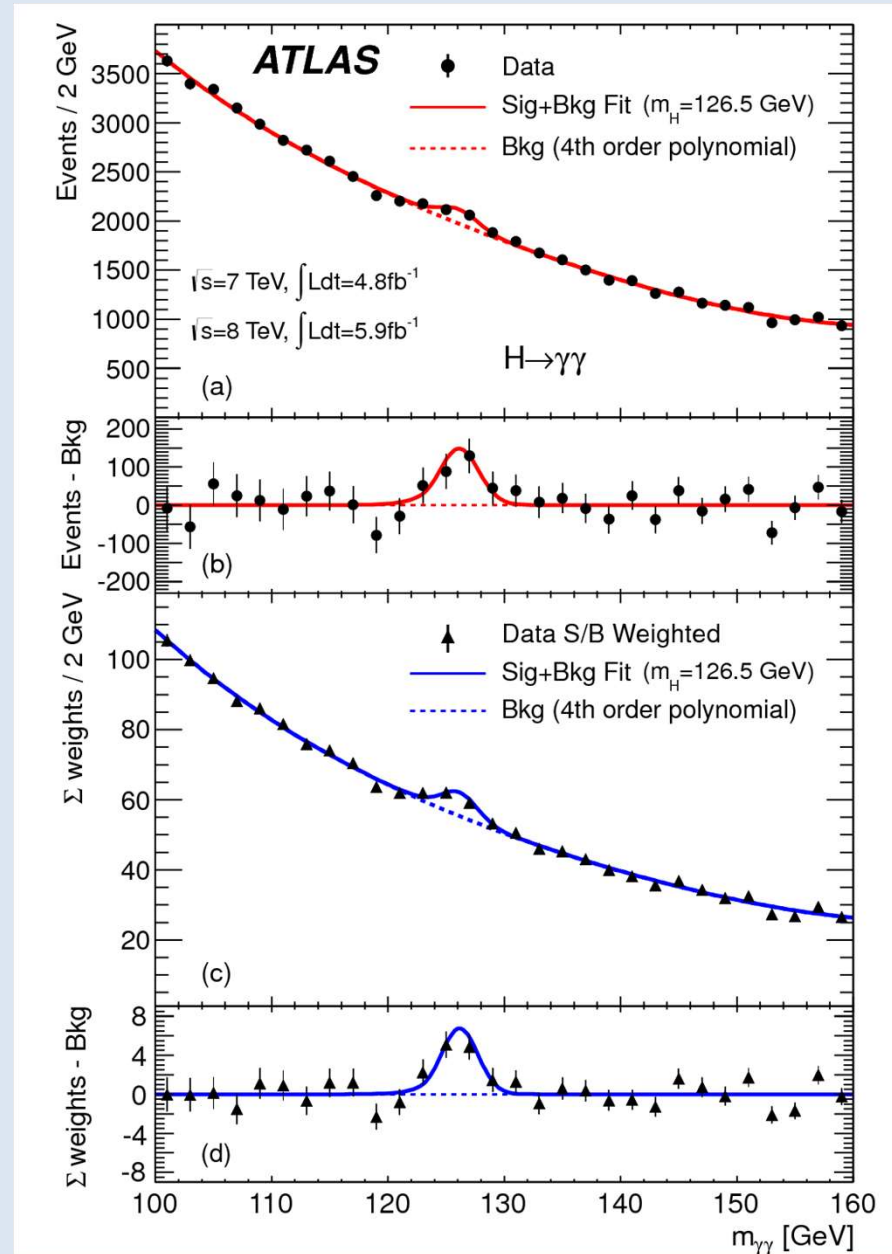 ATLAS
Data
Sig+Bkg Fit (m_H=126.5 GeV)
Bkg (4th order polynomial)
Events / 2 GeV
3500
3000
2500
2000
1500
1000
500
√s=7 TeV, ∫Ldt=4.8fb⁻¹
√s=8 TeV, ∫Ldt=5.9fb⁻¹
H→γγ
(a)
Events - Bkg
200
100
0
-100
-200
(b)
Σ weights / 2 GeV
100
80
60
40
20
Data S/B Weighted
Sig+Bkg Fit (m_H=126.5 GeV)
Bkg (4th order polynomial)
(c)
Σ weights - Bkg
8
4
0
-4
-8
(d)
100 110 120 130 140 150 160
m_γγ [GeV]